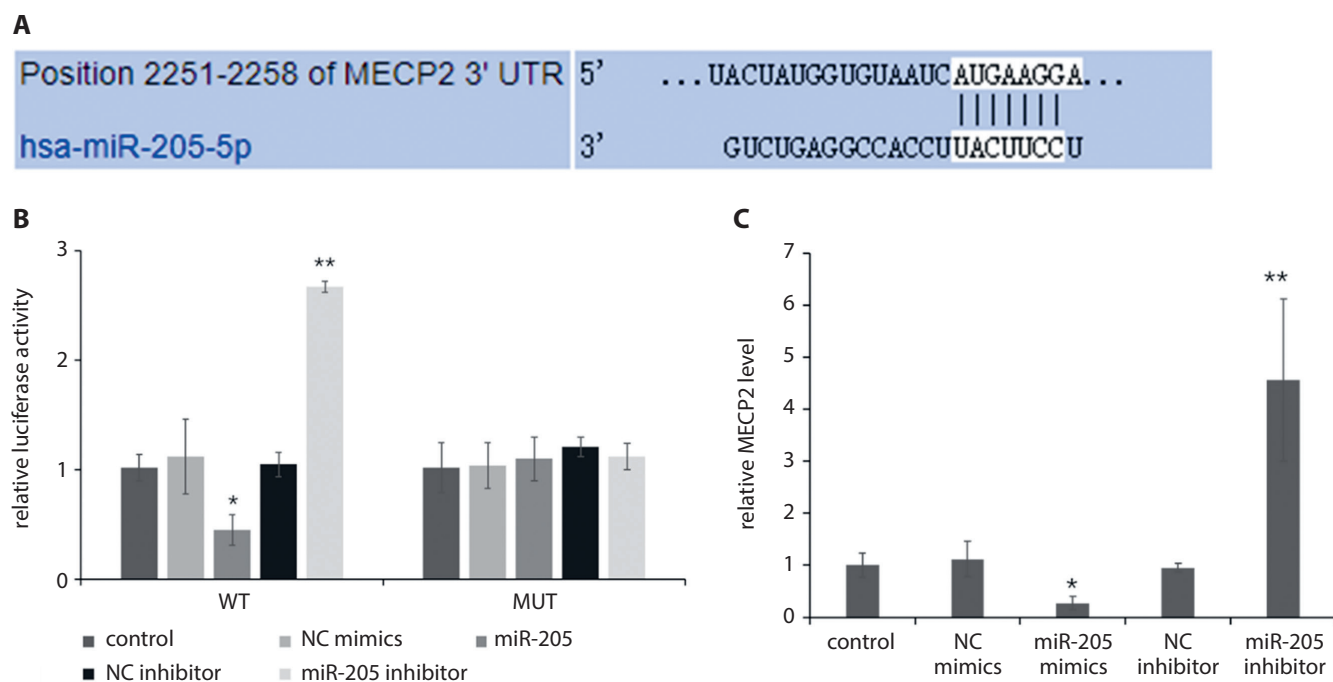 A
Position 2251-2258 of MECP2 3' UTR 5' ...UACUAUGGUGUAAUCAUGAAGGA...
hsa-miR-205-5p 3' GUCUGAGGCCACCUUACUUCCU
B
relative luciferase activity
3
2
1
0
*
**
WT MUT
control NC mimics miR-205
NC inhibitor miR-205 inhibitor
C
relative MECP2 level
7
6
5
4
3
2
1
0
*
**
control NC mimics miR-205 mimics NC inhibitor miR-205 inhibitor